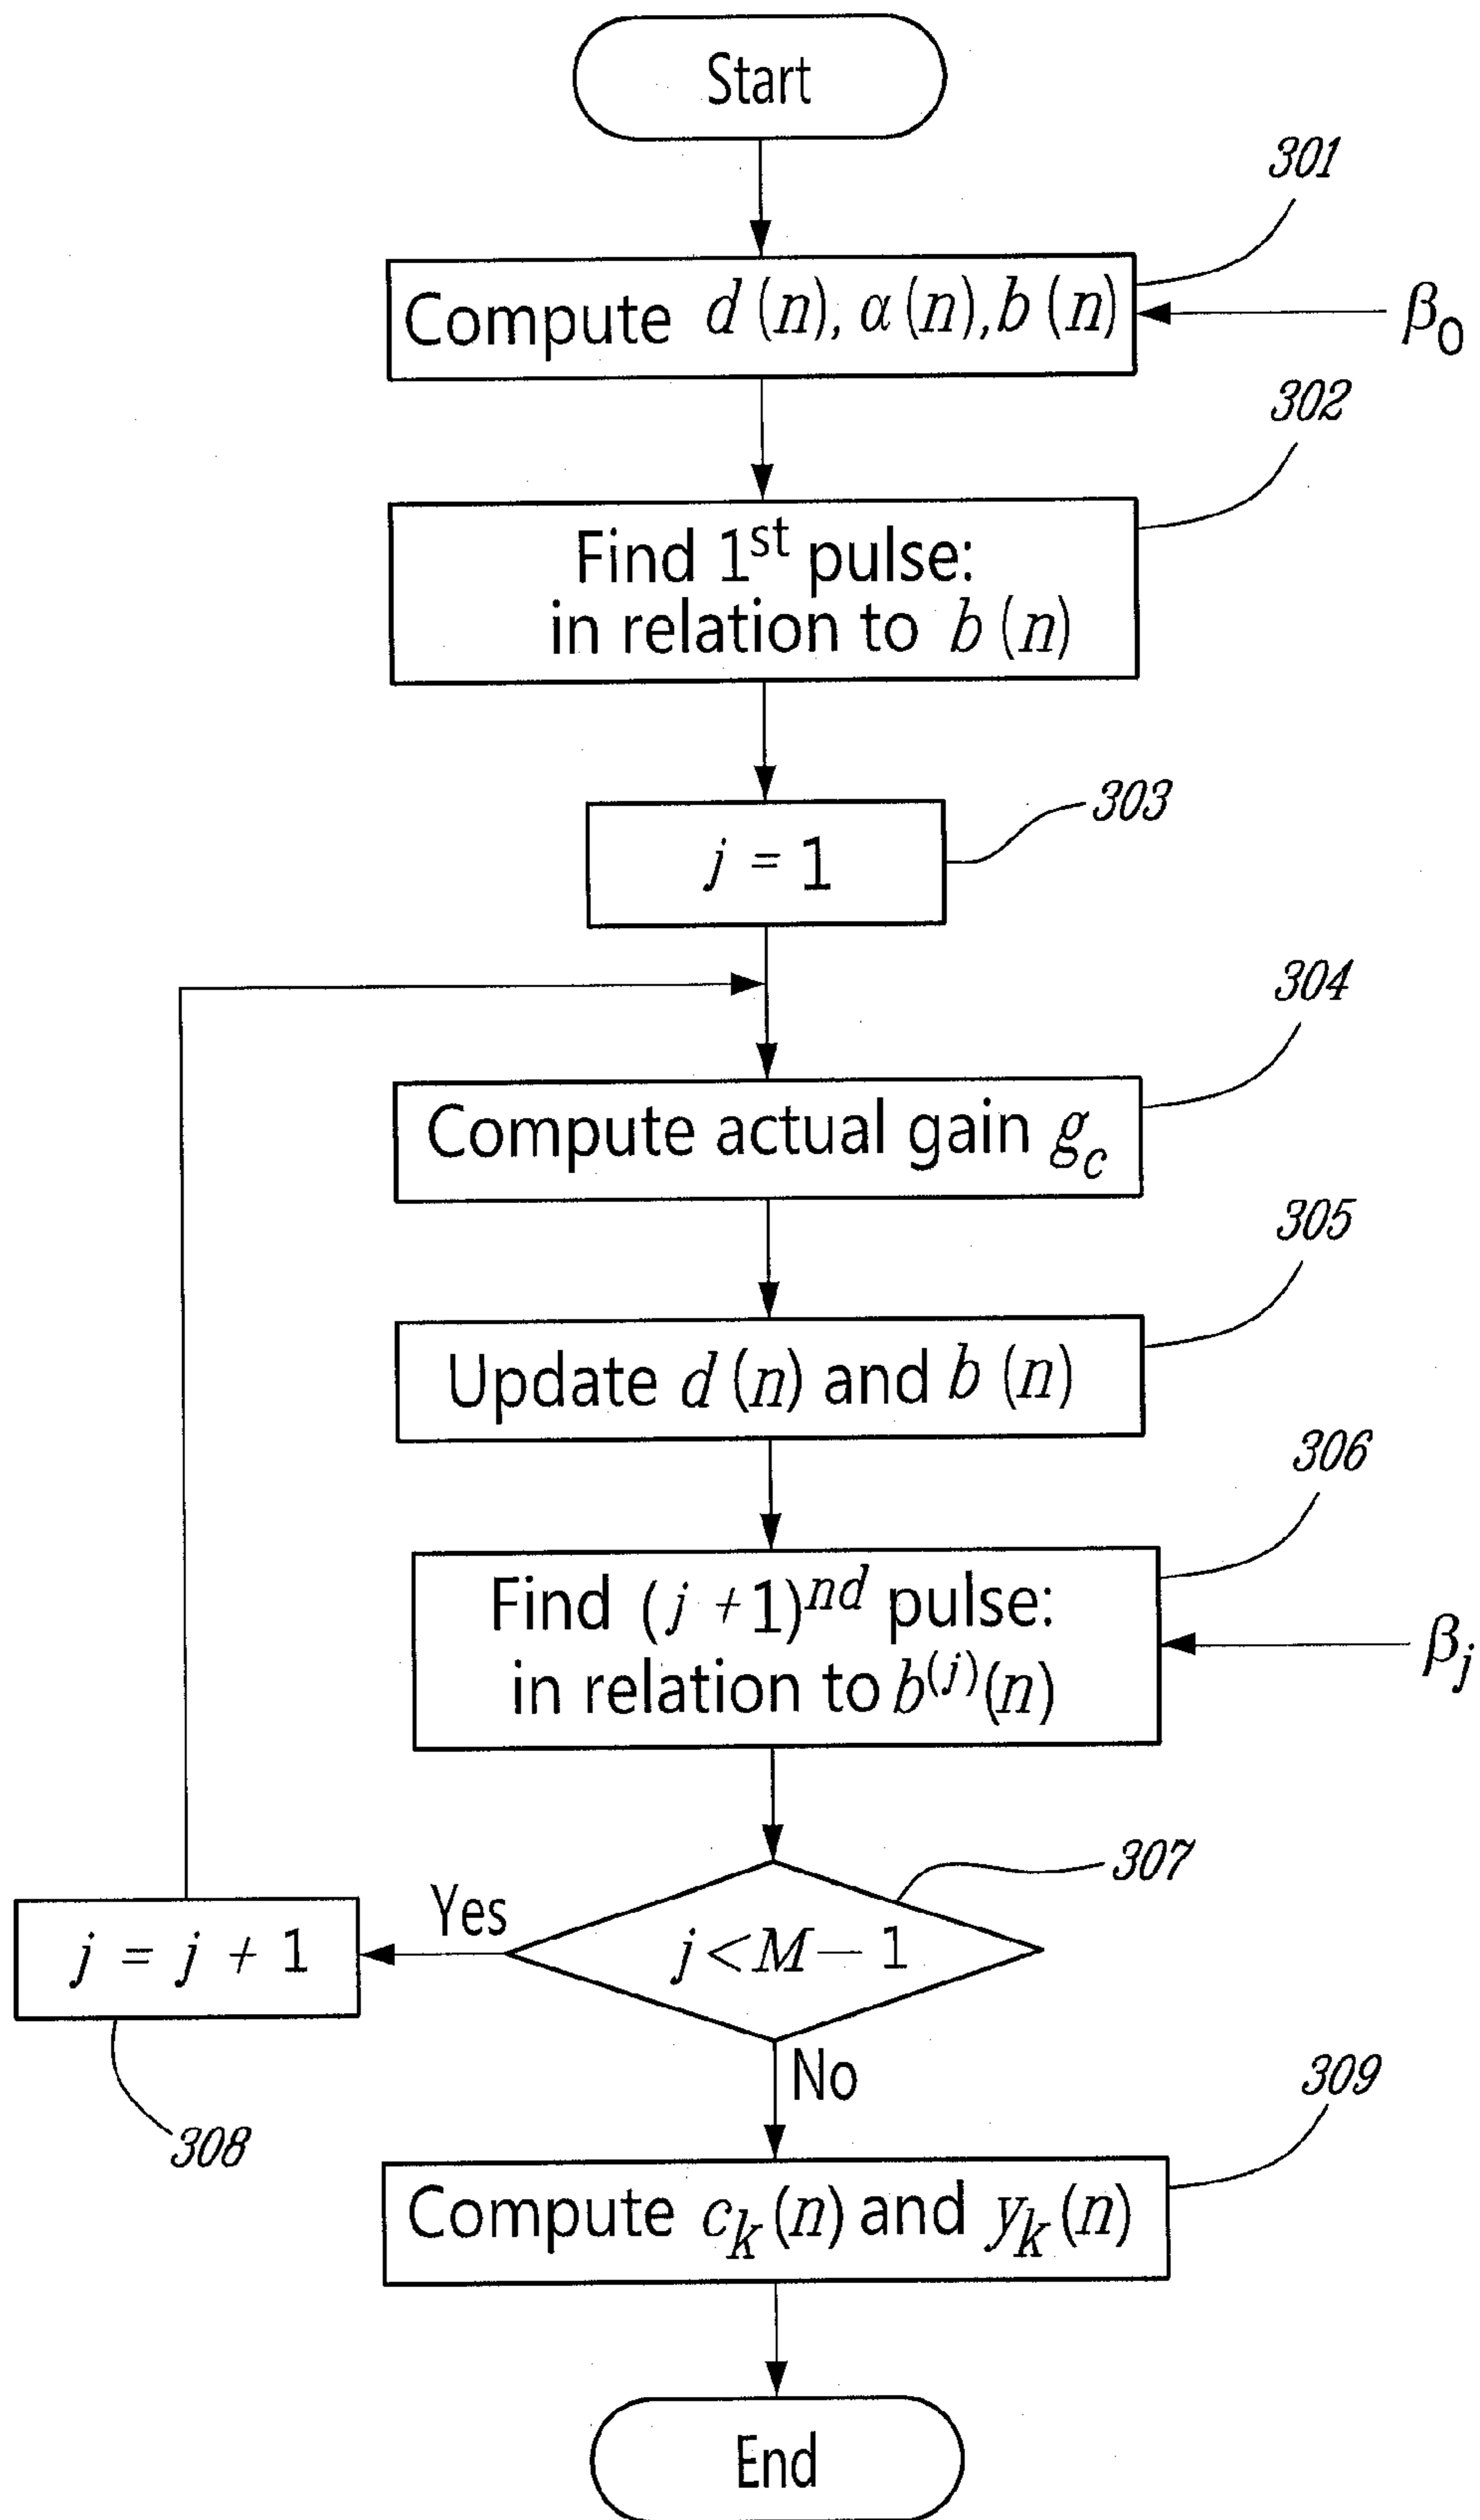 Start
301
Compute d (n), α (n), b (n)
β0
302
Find 1st pulse:
in relation to b (n)
303
j = 1
304
Compute actual gain gc
305
Update d (n) and b (n)
306
Find (j +1)nd pulse:
in relation to b(j)(n)
βj
307
Yes
j < M — 1
j = j + 1
No
308
309
Compute ck(n) and yk(n)
End